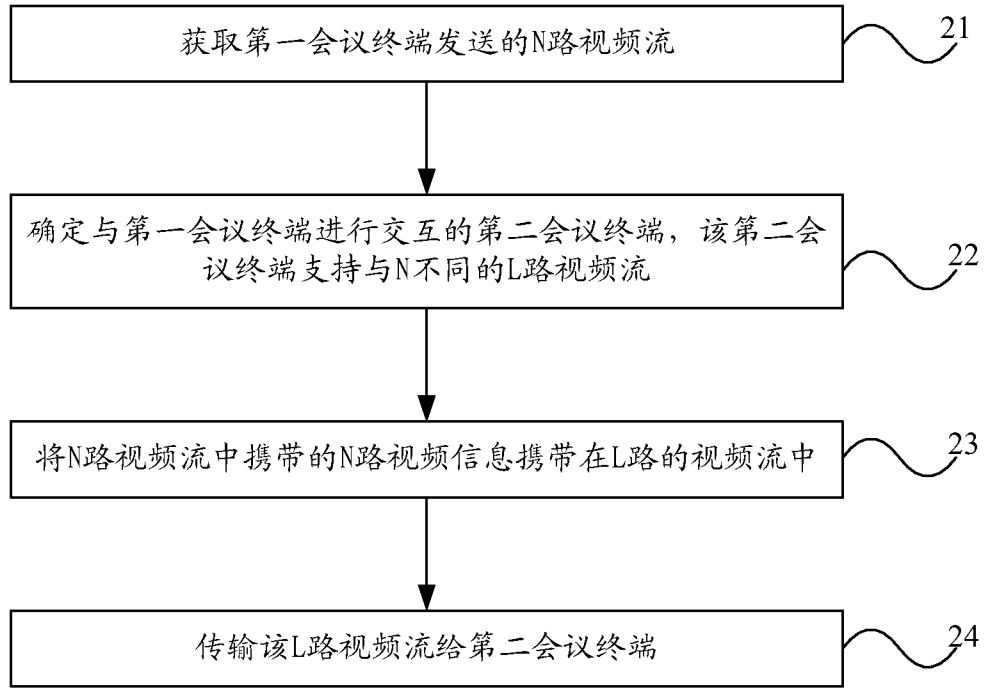 获取第一会议终端发送的N路视频流
21
确定与第一会议终端进行交互的第二会议终端，该第二会
议终端支持与N不同的L路视频流
22
将N路视频流中携带的N路视频信息携带在L路的视频流中
23
传输该L路视频流给第二会议终端
24